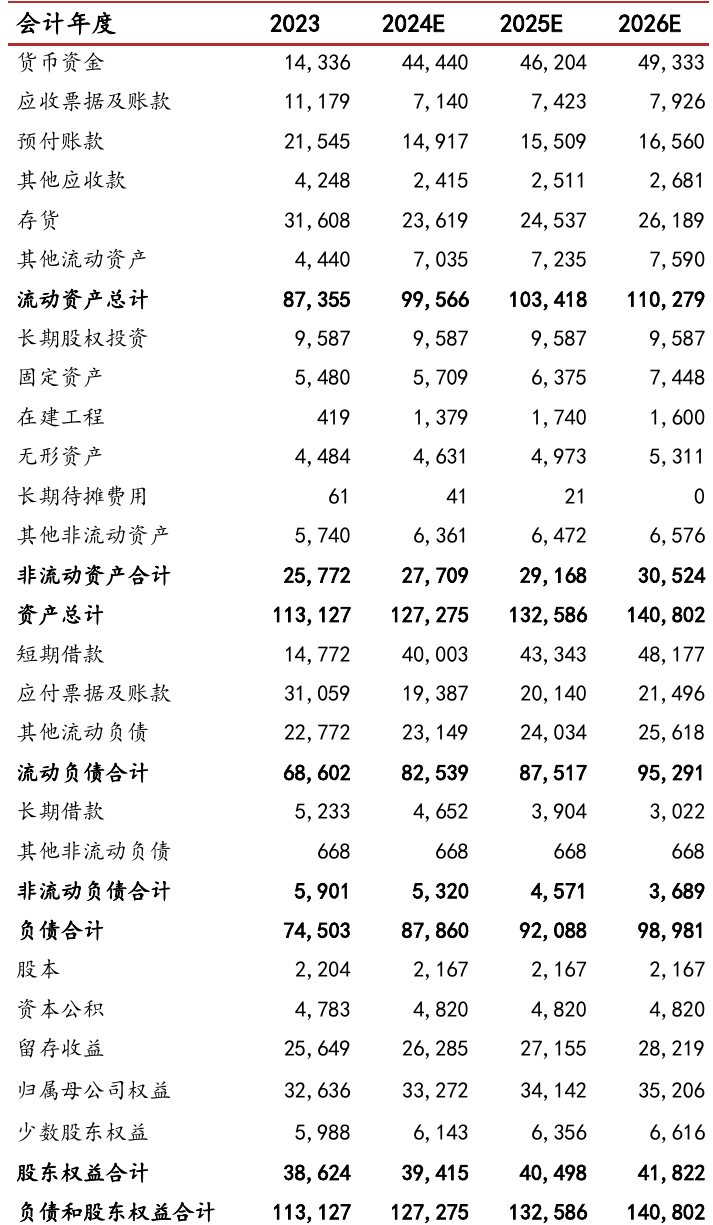 会计年度 2023 2024E 2025E 2026E
货币资金 14,336 44,440 46,204 49,333
应收票据及账款 11,179 7,140 7,423 7,926
预付账款 21,545 14,917 15,509 16,560
其他应收款 4,248 2,415 2,511 2,681
存货 31,608 23,619 24,537 26,189
其他流动资产 4,440 7,035 7,235 7,590
流动资产总计 87,355 99,566 103,418 110,279
长期股权投资 9,587 9,587 9,587 9,587
固定资产 5,480 5,709 6,375 7,448
在建工程 419 1,379 1,740 1,600
无形资产 4,484 4,631 4,973 5,311
长期待摊费用 61 41 21 0
其他非流动资产 5,740 6,361 6,472 6,576
非流动资产合计 25,772 27,709 29,168 30,524
资产总计 113,127 127,275 132,586 140,802
短期借款 14,772 40,003 43,343 48,177
应付票据及账款 31,059 19,387 20,140 21,496
其他流动负债 22,772 23,149 24,034 25,618
流动负债合计 68,602 82,539 87,517 95,291
长期借款 5,233 4,652 3,904 3,022
其他非流动负债 668 668 668 668
非流动负债合计 5,901 5,320 4,571 3,689
负债合计 74,503 87,860 92,088 98,981
股本 2,204 2,167 2,167 2,167
资本公积 4,783 4,820 4,820 4,820
留存收益 25,649 26,285 27,155 28,219
归属母公司权益 32,636 33,272 34,142 35,206
少数股东权益 5,988 6,143 6,356 6,616
股东权益合计 38,624 39,415 40,498 41,822
负债和股东权益合计 113,127 127,275 132,586 140,802